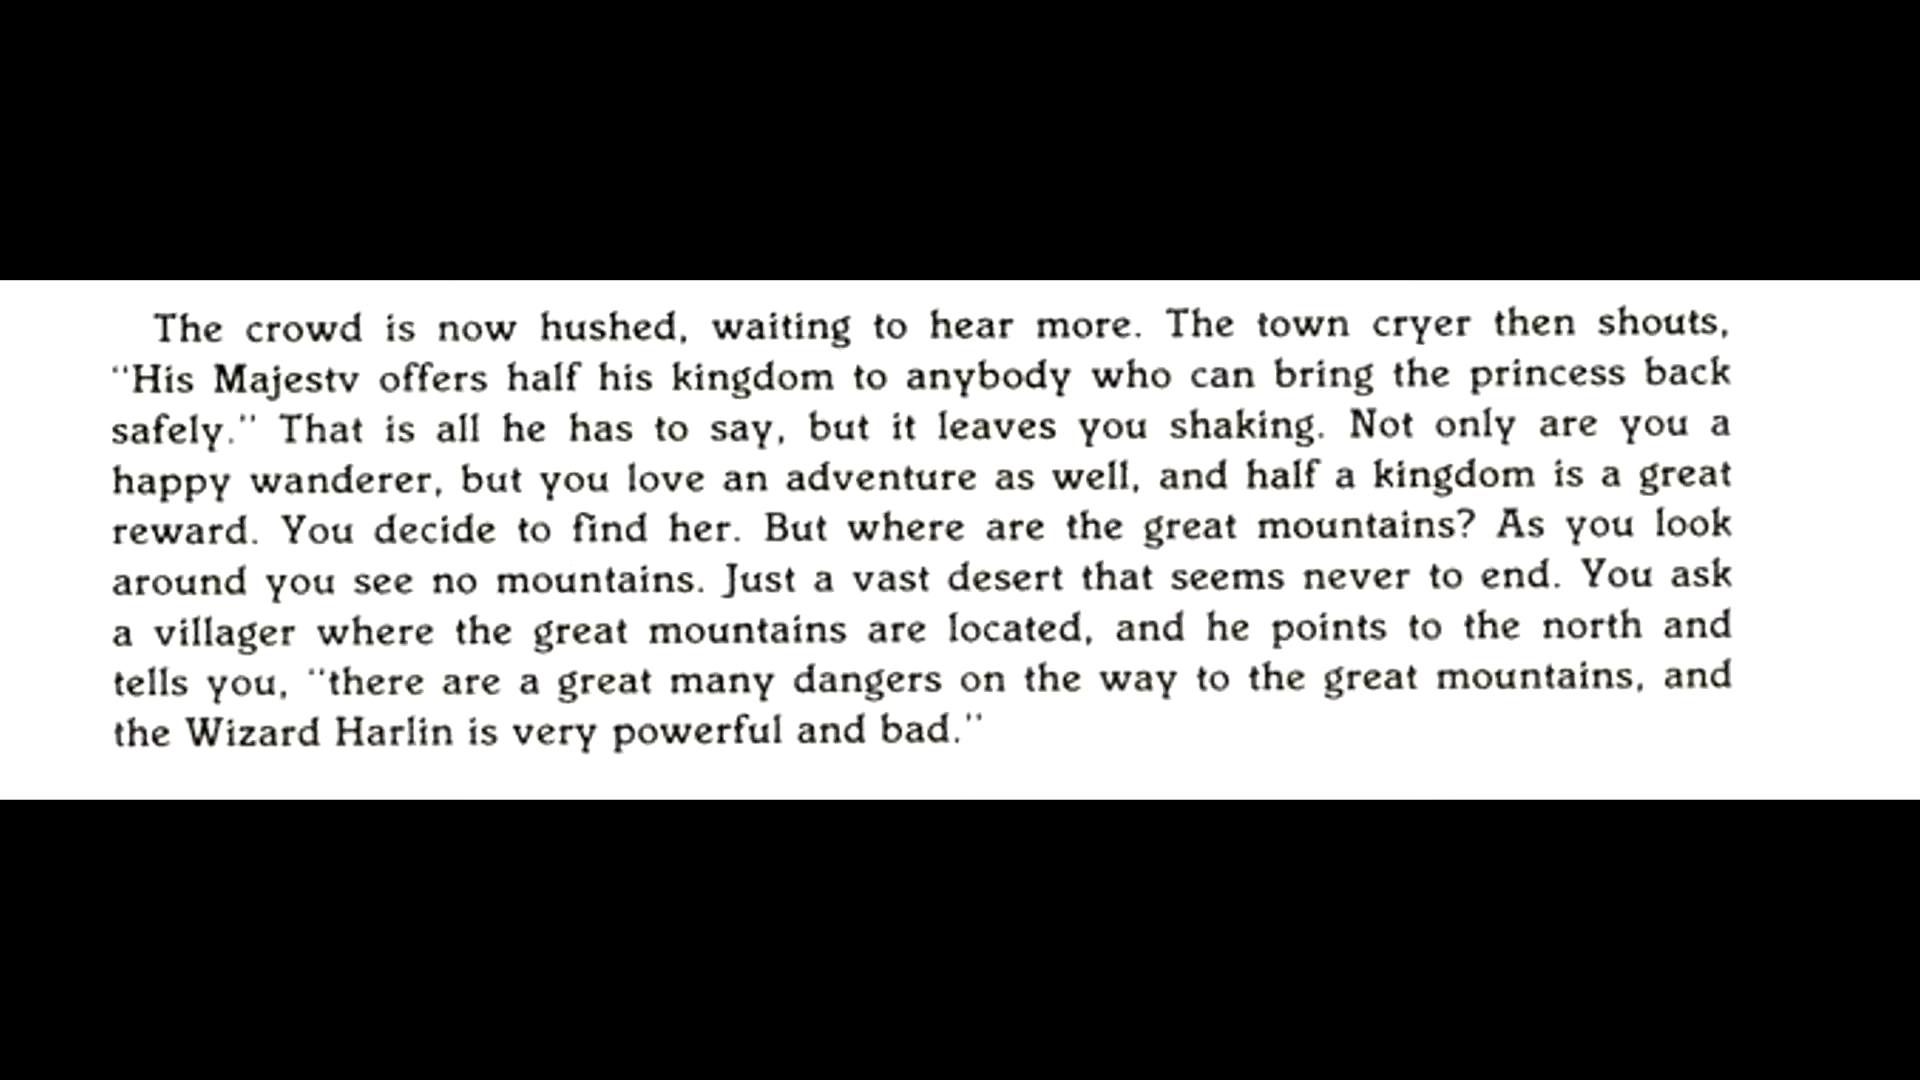 The crowd is now hushed, waiting to hear more. The town cryer then shouts,
"His Majestv offers half his kingdom to anybody who can bring the princess back
safely." That is all he has to say, but it leaves you shaking. Not only are you a
happy wanderer, but you love an adventure as well, and half a kingdom is a great
reward. You decide to find her. But where are the great mountains? As you look
around you see no mountains. Just a vast desert that seems never to end. You ask
a villager where the great mountains are located, and he points to the north and
tells you, "there are a great many dangers on the way to the great mountains, and
the Wizard Harlin is very powerful and bad."